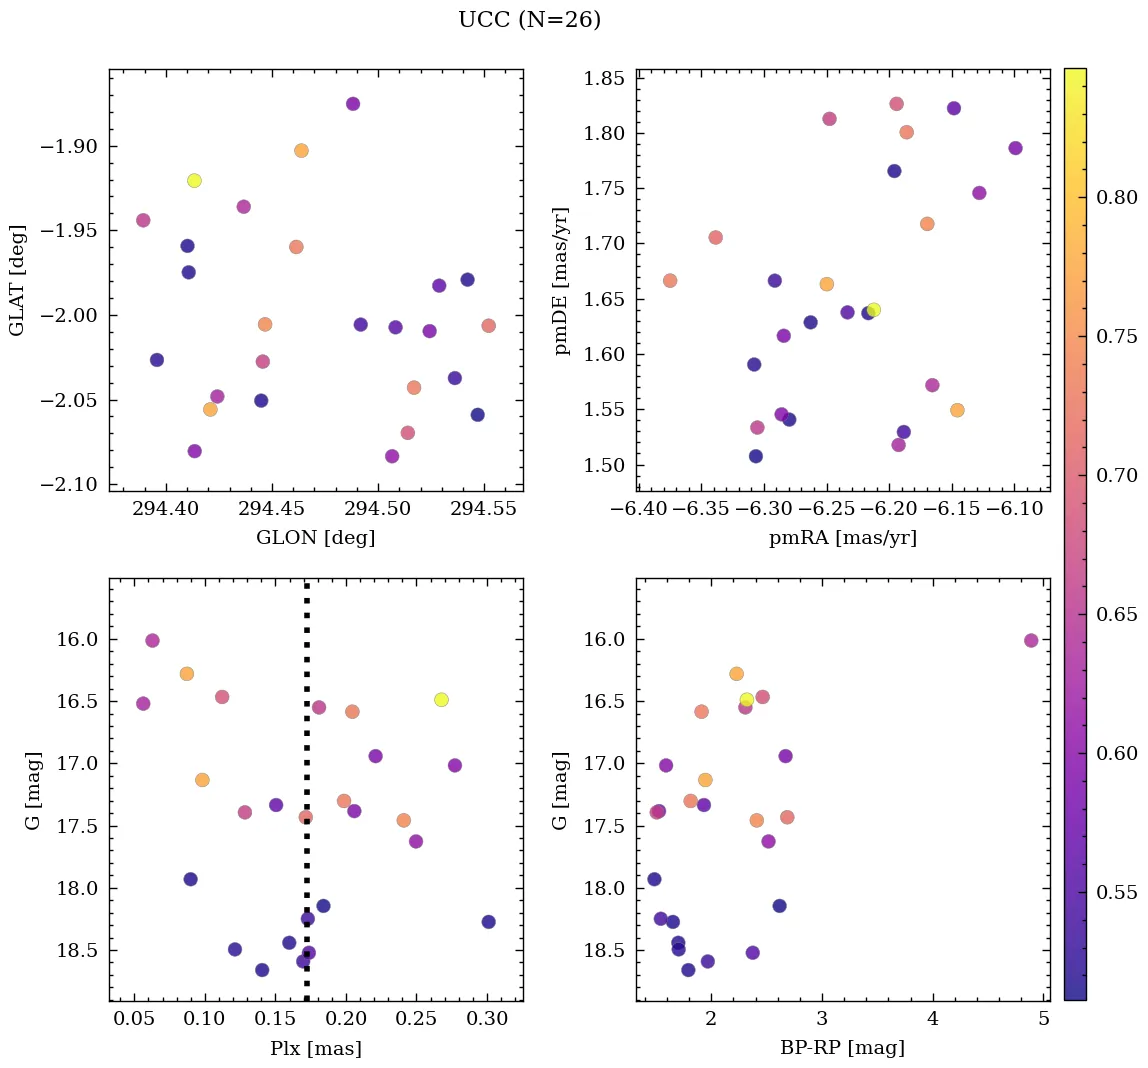 UCC (N=26)
−1.90
−1.95
−2.00
−2.05
−2.10
GLAT [deg]
294.40 294.45 294.50 294.55
GLON [deg]
1.85
1.80
1.75
1.70
1.65
1.60
1.55
1.50
pmDE [mas/yr]
−6.40 −6.35 −6.30 −6.25 −6.20 −6.15 −6.10
pmRA [mas/yr]
16.0
16.5
17.0
17.5
18.0
18.5
G [mag]
0.05 0.10 0.15 0.20 0.25 0.30
Plx [mas]
16.0
16.5
17.0
17.5
18.0
18.5
G [mag]
2 3 4 5
BP-RP [mag]
0.80
0.75
0.70
0.65
0.60
0.55